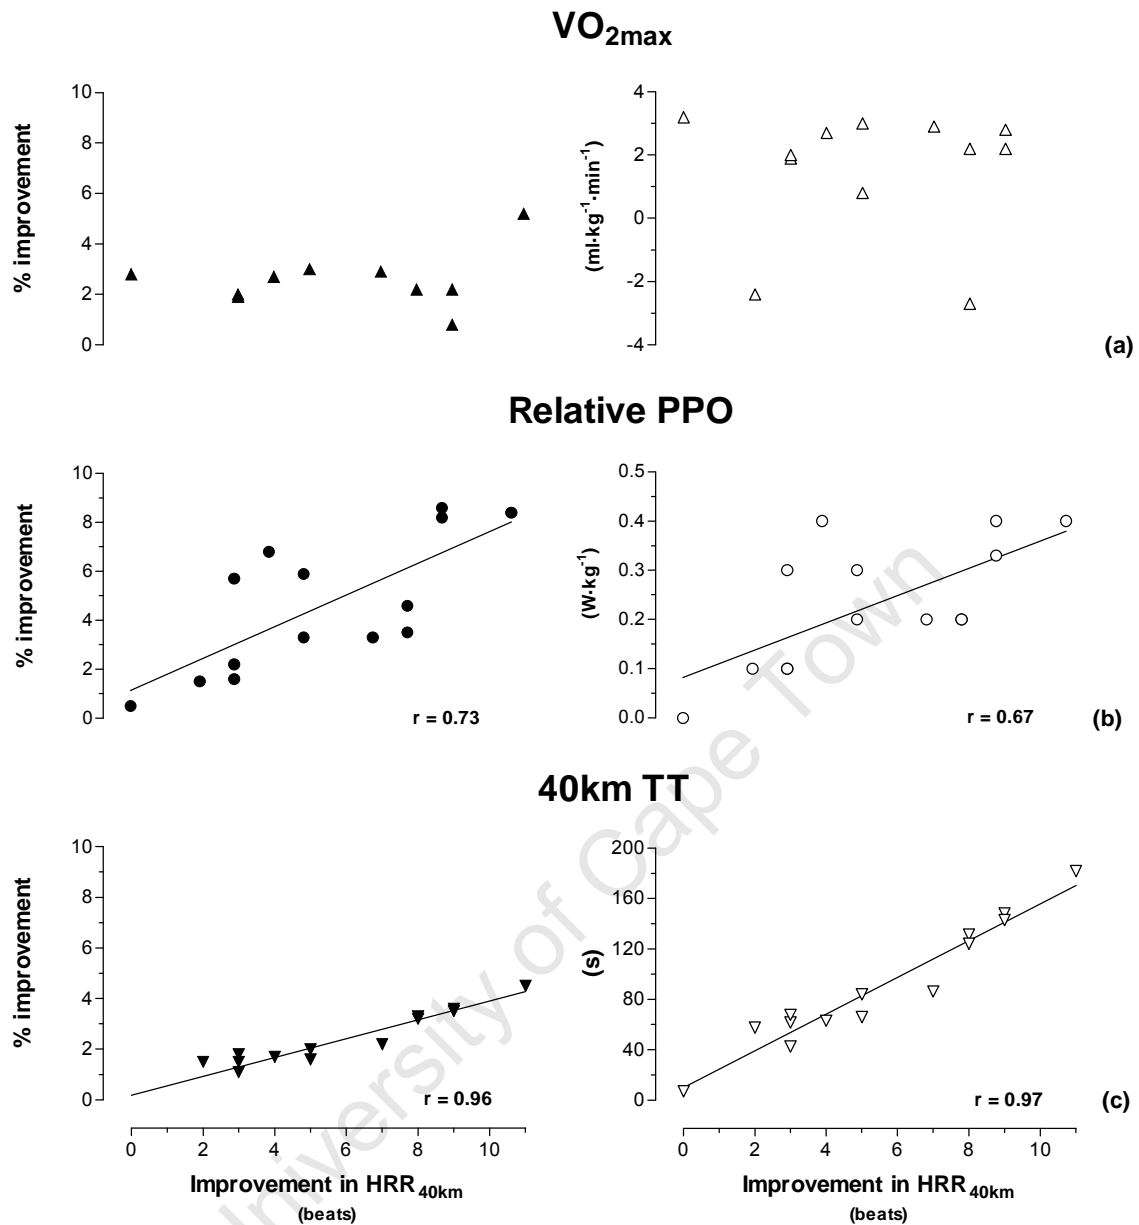 VO2max
% improvement
10
8
6
4
2
0
(ml·kg-1·min-1)
4
2
0
-2
-4
(a)
Relative PPO
% improvement
10
8
6
4
2
0
r = 0.73
(W·kg-1)
0.5
0.4
0.3
0.2
0.1
0.0
r = 0.67
(b)
40km TT
% improvement
10
8
6
4
2
0
r = 0.96
(s)
200
160
120
80
40
0
r = 0.97
(c)
0 2 4 6 8 10
Improvement in HRR40km
(beats)
0 2 4 6 8 10
Improvement in HRR40km
(beats)
University of Cape Town